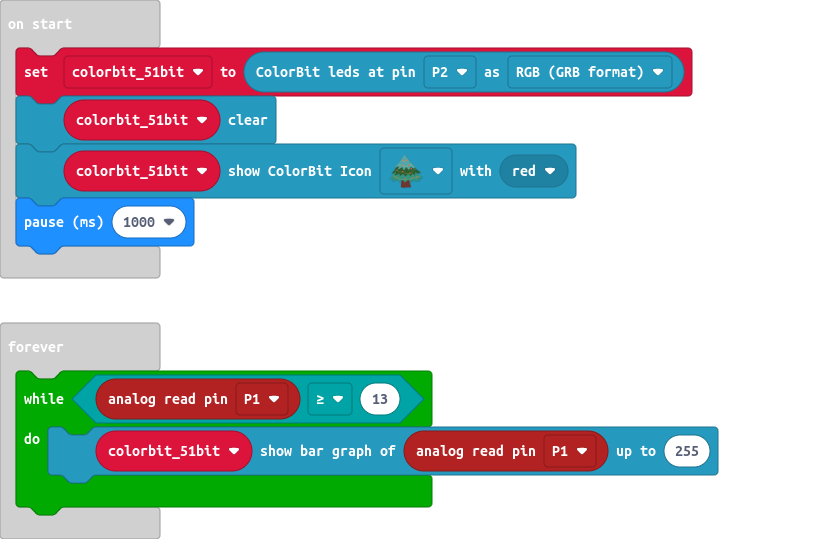 on start
set colorbit_51bit to ColorBit leds at pin P2 as RGB (GRB format)
colorbit_51bit clear
colorbit_51bit show ColorBit Icon with red
pause (ms) 1000
forever
while analog read pin P1 ≥ 13
do colorbit_51bit show bar graph of analog read pin P1 up to 255